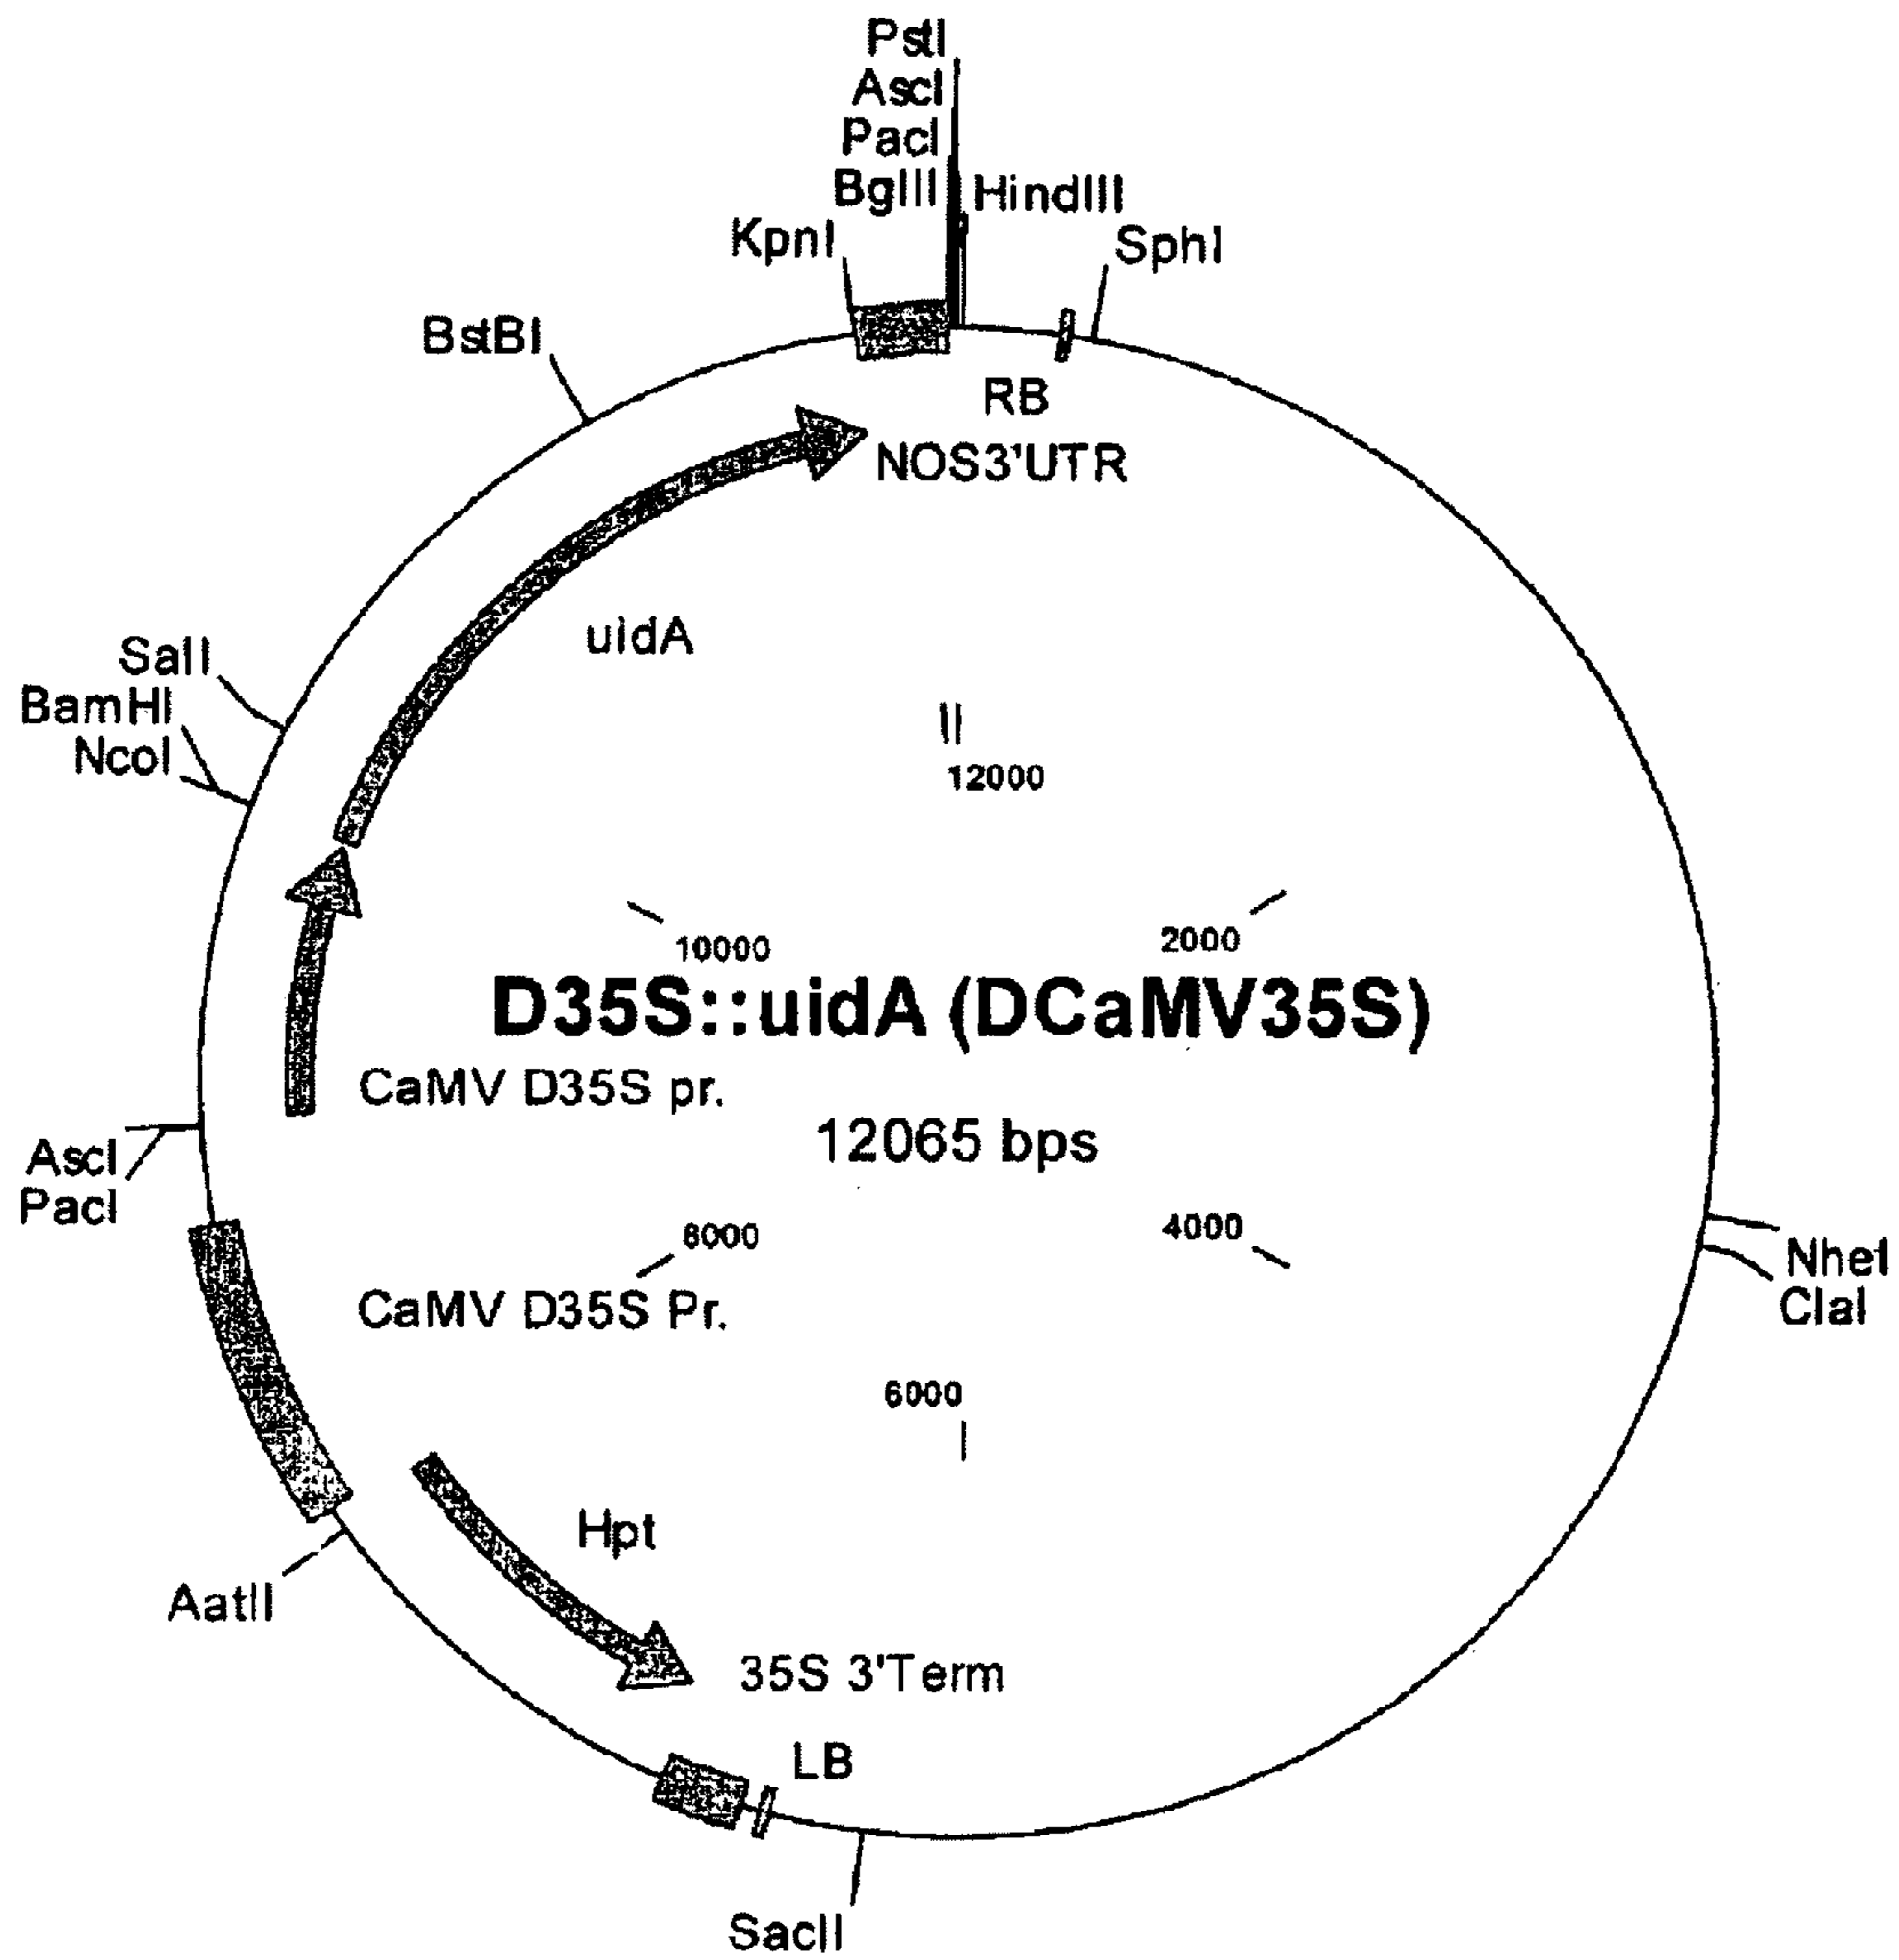 PstI
AscI
PacI
BglII HindIII
KpnI SphI
BstBI
RB
NOS3'UTR
uidA
SalI
BamHI
NcoI
12000
10000 2000
D35S::uidA (DCaMV35S)
CaMV D35S pr.
12065 bps
AscI
PacI
8000 4000
NheI
ClaI
CaMV D35S Pr.
6000
Hpt
AatII
35S 3'Term
LB
SacII